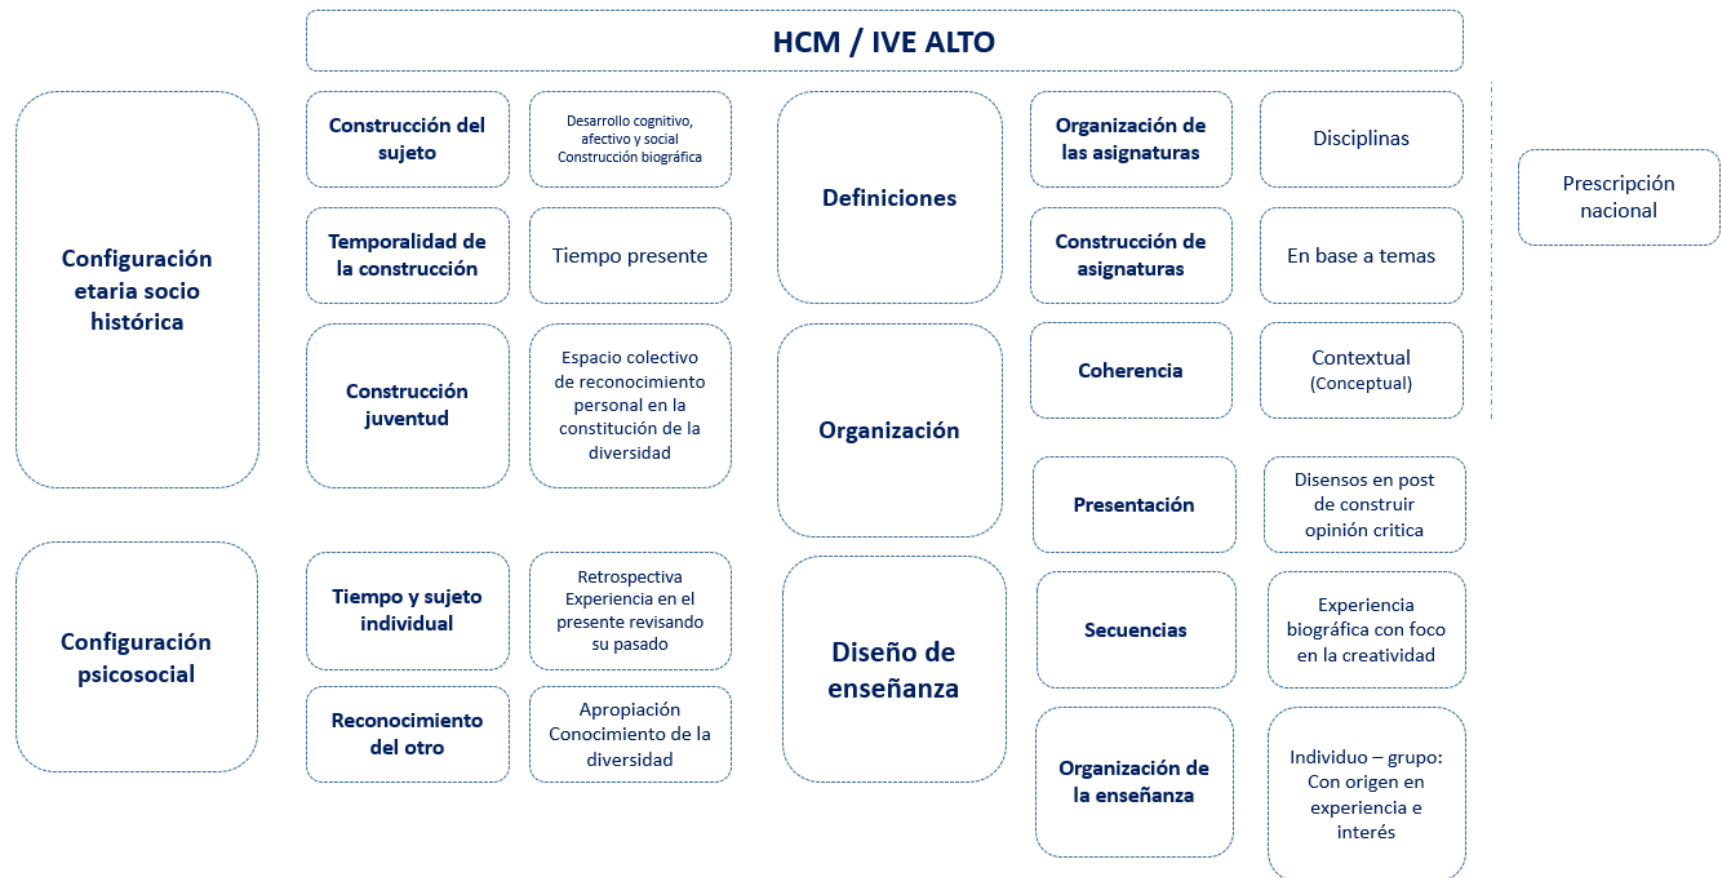 HCM / IVE ALTO
Configuración
etaria socio
histórica
Construcción del
sujeto
Desarrollo cognitivo,
afectivo y social
Construcción biográfica
Temporalidad de
la construcción
Tiempo presente
Construcción
juventud
Espacio colectivo
de reconocimiento
personal en la
constitución de la
diversidad
Configuración
psicosocial
Tiempo y sujeto
individual
Retrospectiva
Experiencia en el
presente revisando
su pasado
Reconocimiento
del otro
Apropiación
Conocimiento de la
diversidad
Definiciones
Organización de
las asignaturas
Disciplinas
Construcción de
asignaturas
En base a temas
Organización
Coherencia
Contextual
(Conceptual)
Presentación
Disensos en post
de construir
opinión critica
Diseño de
enseñanza
Secuencias
Experiencia
biográfica con foco
en la creatividad
Organización de
la enseñanza
Individuo – grupo:
Con origen en
experiencia e
interés
Prescripción
nacional